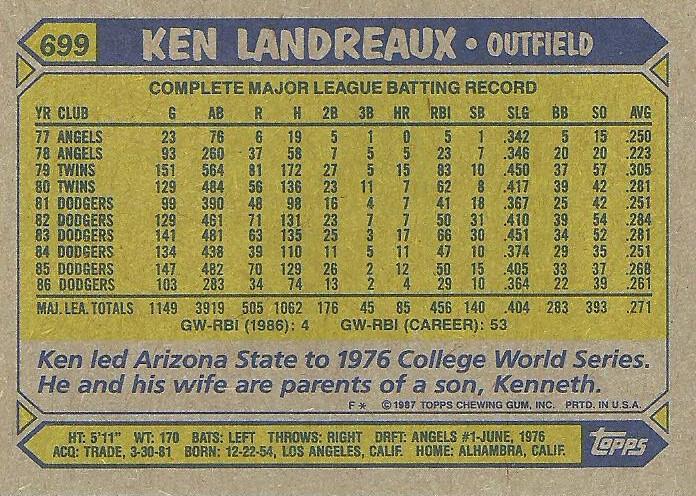 699 KEN LANDREAUX • OUTFIELD
COMPLETE MAJOR LEAGUE BATTING RECORD
YR CLUB G AB R H 2B 3B HR RBI SB SLG BB SO AVG
77 ANGELS 23 76 6 19 5 1 0 5 1 .342 5 15 .250
78 ANGELS 93 260 37 58 7 5 5 23 7 .346 20 20 .223
79 TWINS 151 564 81 172 27 5 15 83 10 .450 37 57 .305
80 TWINS 129 484 56 136 23 11 7 62 8 .417 39 42 .281
81 DODGERS 99 390 48 98 16 4 7 41 18 .367 25 42 .251
82 DODGERS 129 461 71 131 23 7 7 50 31 .410 39 54 .284
83 DODGERS 141 481 63 135 25 3 17 66 30 .451 34 52 .281
84 DODGERS 134 438 39 110 11 5 11 47 10 .374 29 35 .251
85 DODGERS 147 482 70 129 26 2 12 50 15 .405 33 37 .268
86 DODGERS 103 283 34 74 13 2 4 29 10 .364 22 39 .261
MAJ. LEA. TOTALS 1149 3919 505 1062 176 45 85 456 140 .404 283 393 .271
GW-RBI (1986): 4 GW-RBI (CAREER): 53
Ken led Arizona State to 1976 College World Series.
He and his wife are parents of a son, Kenneth.
F* ©1987 TOPPS CHEWING GUM, INC. PRTD. IN U.S.A.
HT: 5'11" WT: 170 BATS: LEFT THROWS: RIGHT DRFT: ANGELS #1-JUNE, 1976
ACQ: TRADE, 3-30-81 BORN: 12-22-54, LOS ANGELES, CALIF. HOME: ALHAMBRA, CALIF.
TOPPS